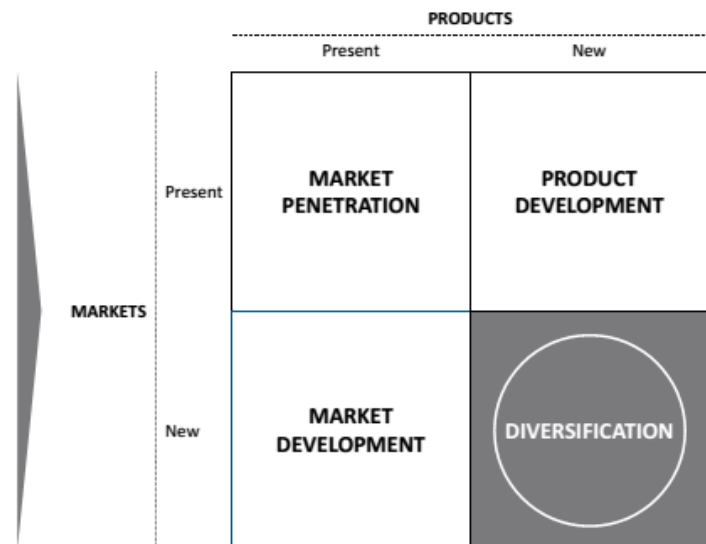 PRODUCTS
Present
New
Present
MARKET
PENETRATION
PRODUCT
DEVELOPMENT
MARKETS
New
MARKET
DEVELOPMENT
DIVERSIFICATION